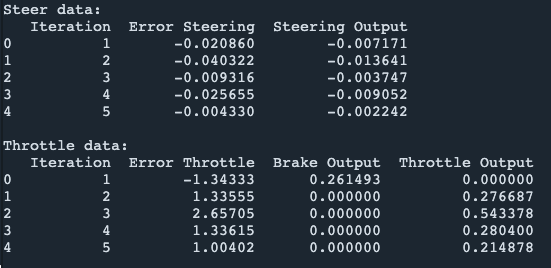 Steer data:
   Iteration  Error Steering  Steering Output
0          1       -0.020860        -0.007171
1          2       -0.040322        -0.013641
2          3       -0.009316        -0.003747
3          4       -0.025655        -0.009052
4          5       -0.004330        -0.002242
Throttle data:
   Iteration  Error Throttle  Brake Output  Throttle Output
0          1        -1.34333      0.261493         0.000000
1          2         1.33555      0.000000         0.276687
2          3         2.65705      0.000000         0.543378
3          4         1.33615      0.000000         0.280400
4          5         1.00402      0.000000         0.214878